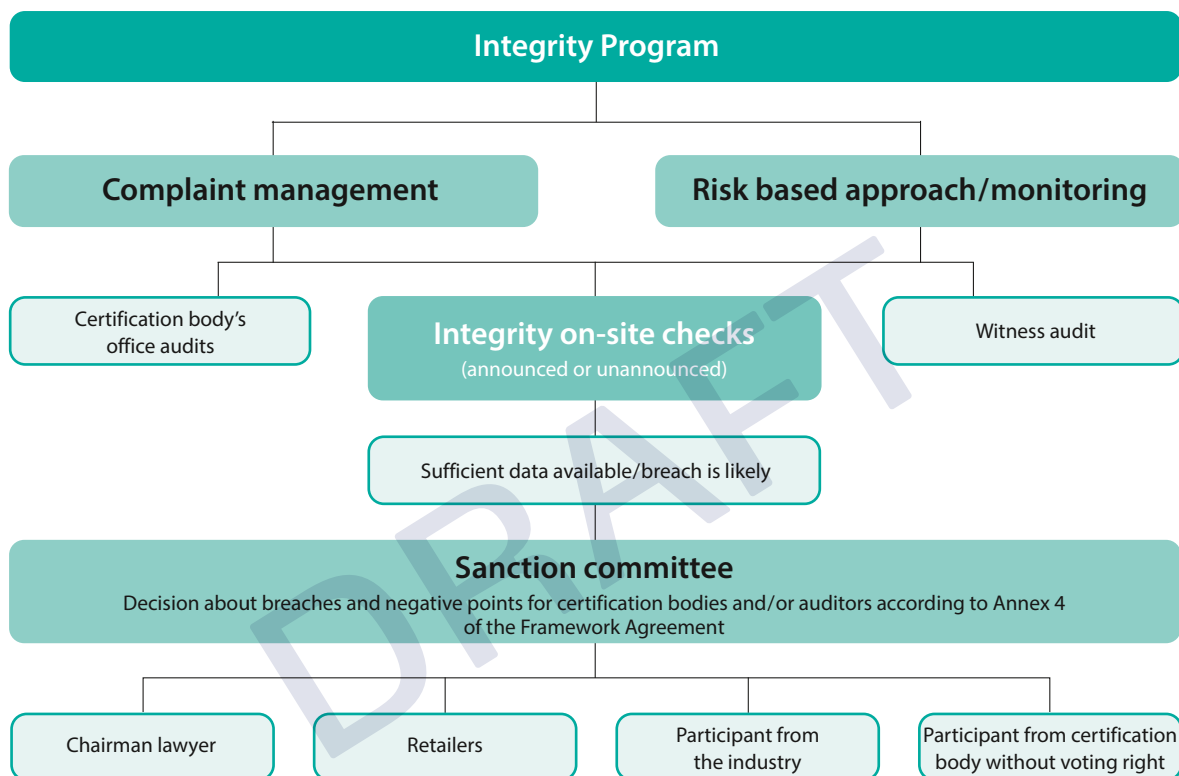 Integrity Program
Complaint management
Risk based approach/monitoring
Certification body’s
office audits
Integrity on-site checks
(announced or unannounced)
Witness audit
Sufficient data available/breach is likely
Sanction committee
Decision about breaches and negative points for certification bodies and/or auditors according to Annex 4
of the Framework Agreement
Chairman lawyer
Retailers
Participant from
the industry
Participant from certification
body without voting right
DRAFT